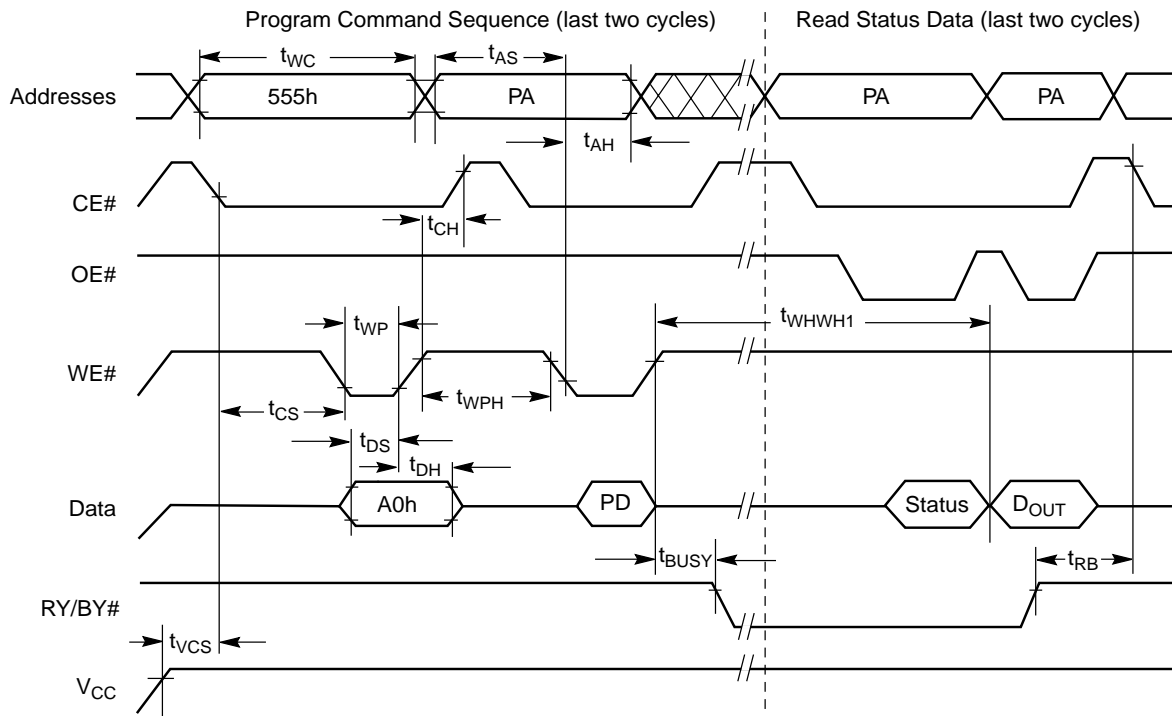 Program Command Sequence (last two cycles)
Read Status Data (last two cycles)
tWC
tAS
Addresses
555h
PA
PA
PA
tAH
CE#
tCH
OE#
tWP
tWHWH1
WE#
tCS
tWPH
tDS
tDH
Data
A0h
PD
Status
DOUT
tBUSY
tRB
RY/BY#
tVCS
VCC